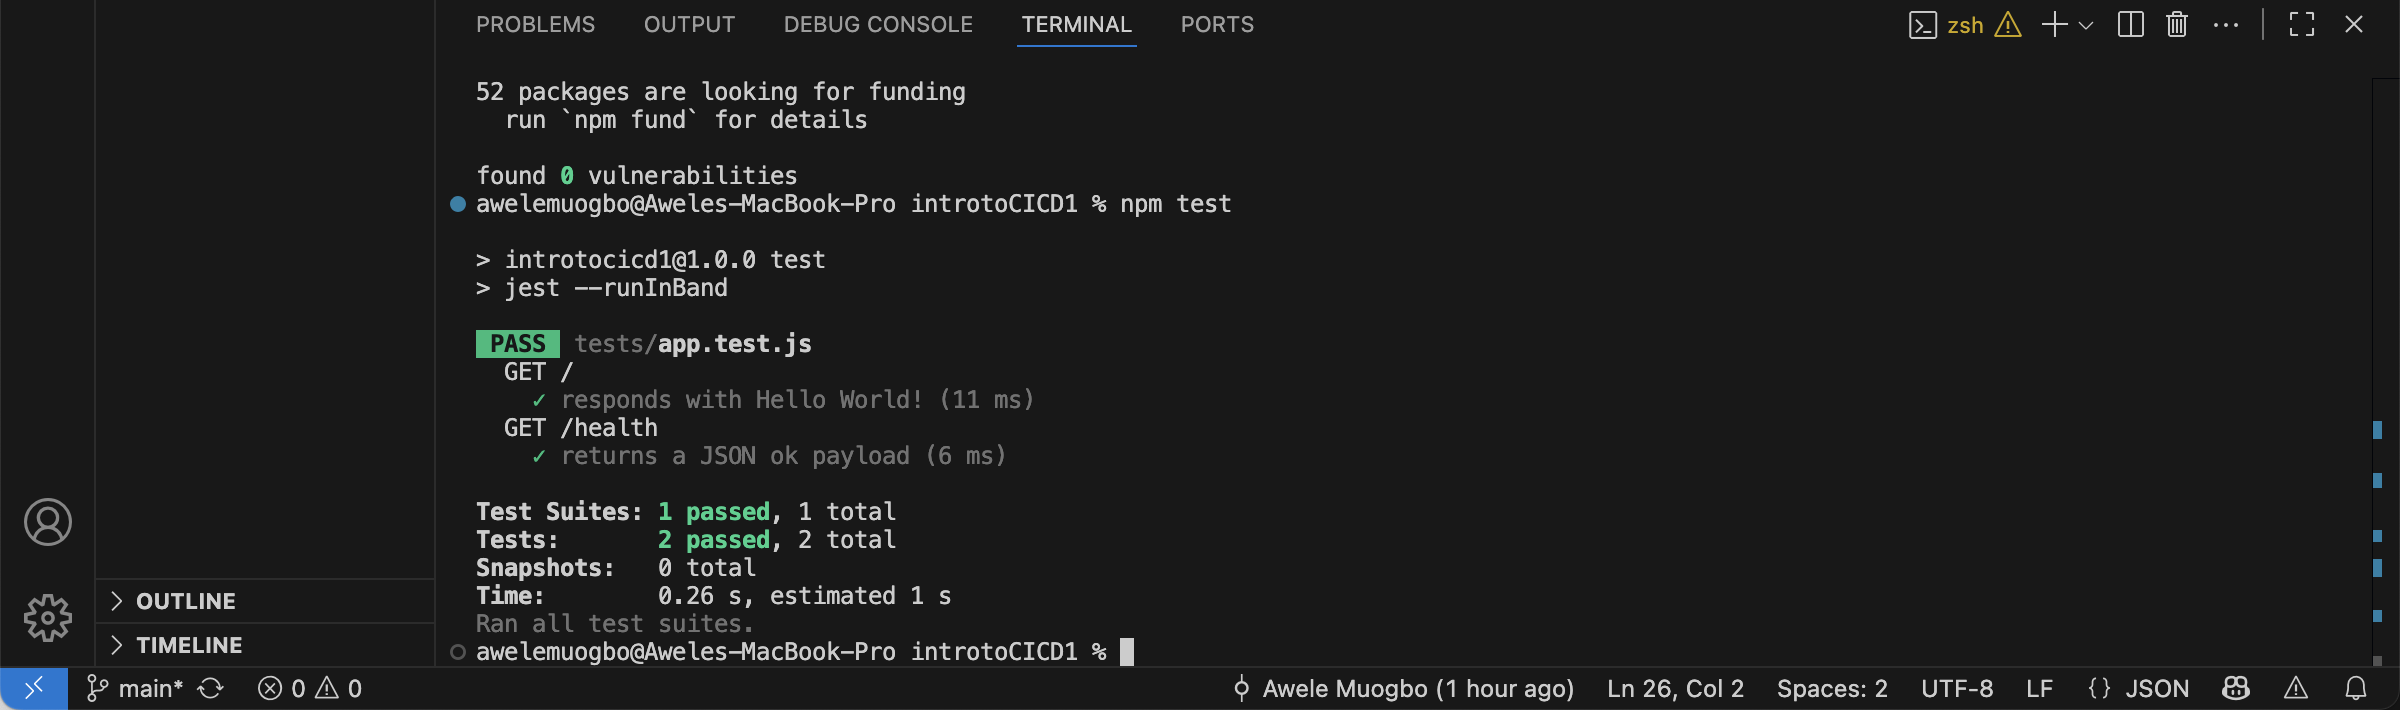 PROBLEMS OUTPUT DEBUG CONSOLE TERMINAL PORTS zsh
52 packages are looking for funding
run `npm fund` for details
found 0 vulnerabilities
awelemuogbo@Aweles-MacBook-Pro introtoCICD1 % npm test
> introtocicd1@1.0.0 test
> jest --runInBand
PASS tests/app.test.js
GET /
✓ responds with Hello World! (11 ms)
GET /health
✓ returns a JSON ok payload (6 ms)
Test Suites: 1 passed, 1 total
Tests: 2 passed, 2 total
Snapshots: 0 total
Time: 0.26 s, estimated 1 s
Ran all test suites.
awelemuogbo@Aweles-MacBook-Pro introtoCICD1 %
OUTLINE
TIMELINE
main* 0 0 Awele Muogbo (1 hour ago) Ln 26, Col 2 Spaces: 2 UTF-8 LF {} JSON